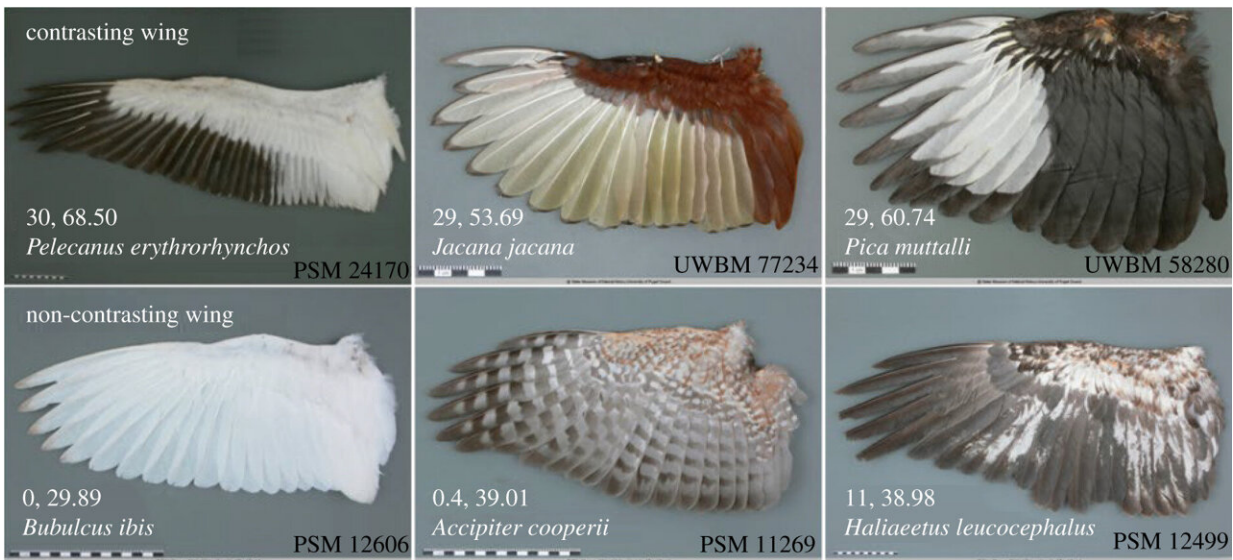 contrasting wing
30, 68.50
Pelecanus erythrorhynchos
PSM 24170
29, 53.69
Jacana jacana
UWBM 77234
29, 60.74
Pica muttalli
UWBM 58280
non-contrasting wing
0, 29.89
Bubulcus ibis
PSM 12606
0.4, 39.01
Accipiter cooperii
PSM 11269
11, 38.98
Haliaeetus leucocephalus
PSM 12499